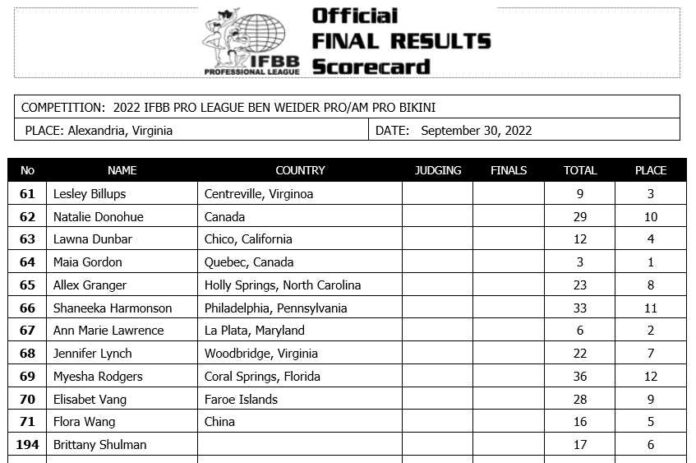 Official
FINAL RESULTS
Scorecard
IFBB
PROFESSIONAL LEAGUE
COMPETITION: 2022 IFBB PRO LEAGUE BEN WEIDER PRO/AM PRO BIKINI
PLACE: Alexandria, Virginia DATE: September 30, 2022
No NAME COUNTRY JUDGING FINALS TOTAL PLACE
61 Lesley Billups Centreville, Virginoa 9 3
62 Natalie Donohue Canada 29 10
63 Lawna Dunbar Chico, California 12 4
64 Maia Gordon Quebec, Canada 3 1
65 Allex Granger Holly Springs, North Carolina 23 8
66 Shaneeka Harmonson Philadelphia, Pennsylvania 33 11
67 Ann Marie Lawrence La Plata, Maryland 6 2
68 Jennifer Lynch Woodbridge, Virginia 22 7
69 Myesha Rodgers Coral Springs, Florida 36 12
70 Elisabet Vang Faroe Islands 28 9
71 Flora Wang China 16 5
194 Brittany Shulman 17 6